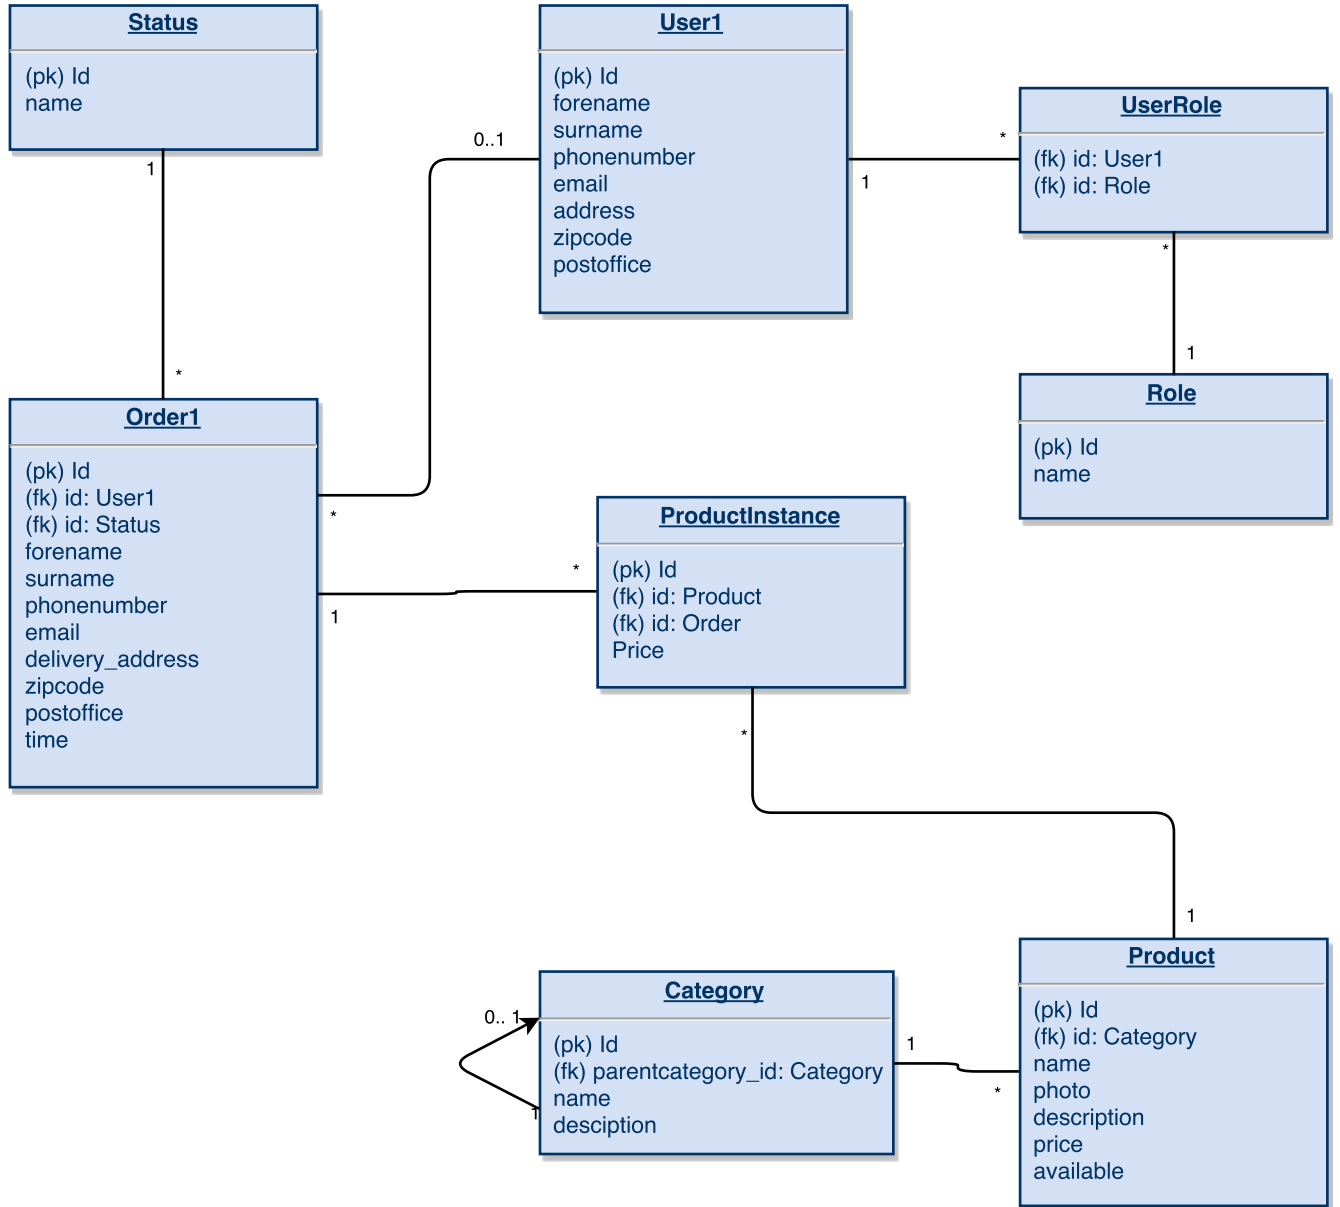 Status
(pk) Id
name
1
*
User1
(pk) Id
forename
surname
phonenumber
email
address
zipcode
postoffice
0..1
1
*
UserRole
(fk) id: User1
(fk) id: Role
*
1
Role
(pk) Id
name
Order1
(pk) Id
(fk) id: User1
(fk) id: Status
forename
surname
phonenumber
email
delivery_address
zipcode
postoffice
time
*
1
*
ProductInstance
(pk) Id
(fk) id: Product
(fk) id: Order
Price
*
1
Category
(pk) Id
(fk) parentcategory_id: Category
name
desciption
0.. 1
1
1
*
Product
(pk) Id
(fk) id: Category
name
photo
description
price
available